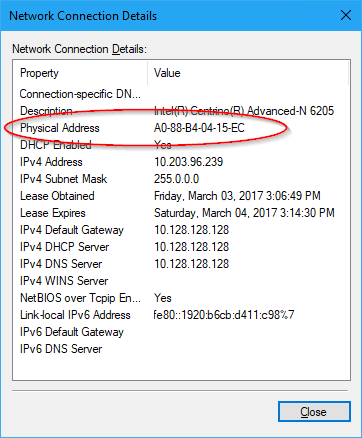 Network Connection Details
Network Connection Details:
Property Value
Connection-specific DN...
Description Intel(R) Centrino(R) Advanced-N 6205
Physical Address A0-88-B4-04-15-EC
DHCP Enabled Yes
IPv4 Address 10.203.96.239
IPv4 Subnet Mask 255.0.0.0
Lease Obtained Friday, March 03, 2017 3:06:49 PM
Lease Expires Saturday, March 04, 2017 3:14:30 PM
IPv4 Default Gateway 10.128.128.128
IPv4 DHCP Server 10.128.128.128
IPv4 DNS Server 10.128.128.128
IPv4 WINS Server
NetBIOS over Tcpip En... Yes
Link-local IPv6 Address fe80::1920:b6cb:d411:c98%7
IPv6 Default Gateway
IPv6 DNS Server
Close